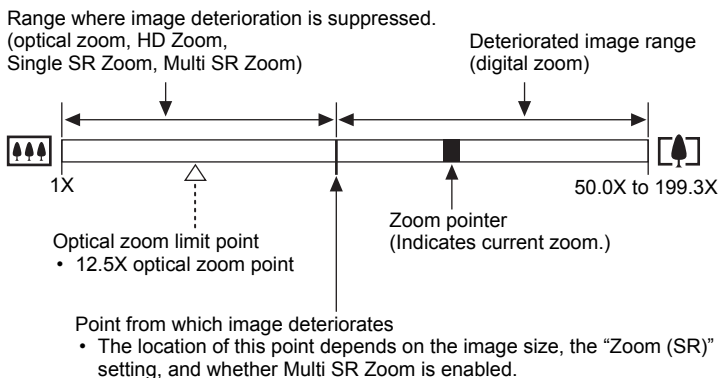 Range where image deterioration is suppressed.
(optical zoom, HD Zoom,
Single SR Zoom, Multi SR Zoom)
Deteriorated image range
(digital zoom)
1X
50.0X to 199.3X
Zoom pointer
(Indicates current zoom.)
Optical zoom limit point
• 12.5X optical zoom point
Point from which image deteriorates
• The location of this point depends on the image size, the “Zoom (SR)”
setting, and whether Multi SR Zoom is enabled.